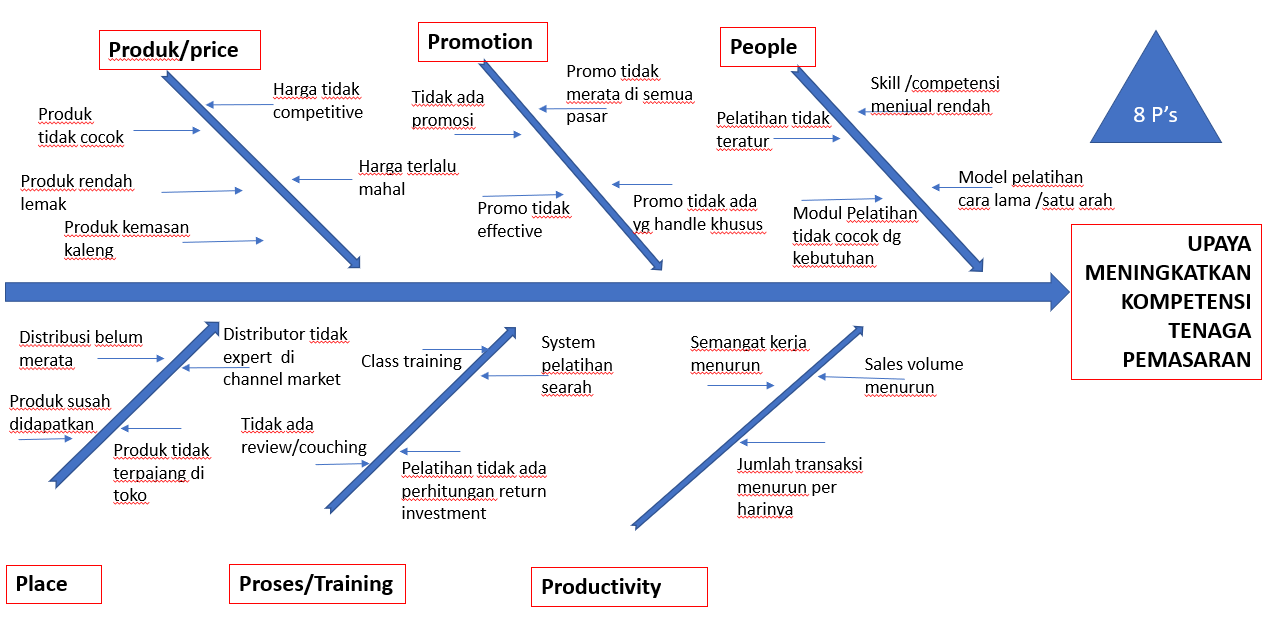 Produk/price
Promotion
People
8 P’s
Harga tidak
competitive
Produk
tidak cocok
Harga terlalu
mahal
Produk rendah
lemak
Produk kemasan
kaleng
Tidak ada
promosi
Promo tidak
merata di semua
pasar
Promo tidak
effective
Promo tidak ada
yg handle khusus
Skill /competensi
menjual rendah
Pelatihan tidak
teratur
Model pelatihan
cara lama /satu arah
Modul Pelatihan
tidak cocok dg
kebutuhan
UPAYA
MENINGKATKAN
KOMPETENSI
TENAGA
PEMASARAN
Distribusi belum
merata
Distributor tidak
expert di
channel market
Produk susah
didapatkan
Produk tidak
terpajang di
toko
Class training
System
pelatihan
searah
Tidak ada
review/couching
Pelatihan tidak ada
perhitungan return
investment
Semangat kerja
menurun
Sales volume
menurun
Jumlah transaksi
menurun per
harinya
Place
Proses/Training
Productivity